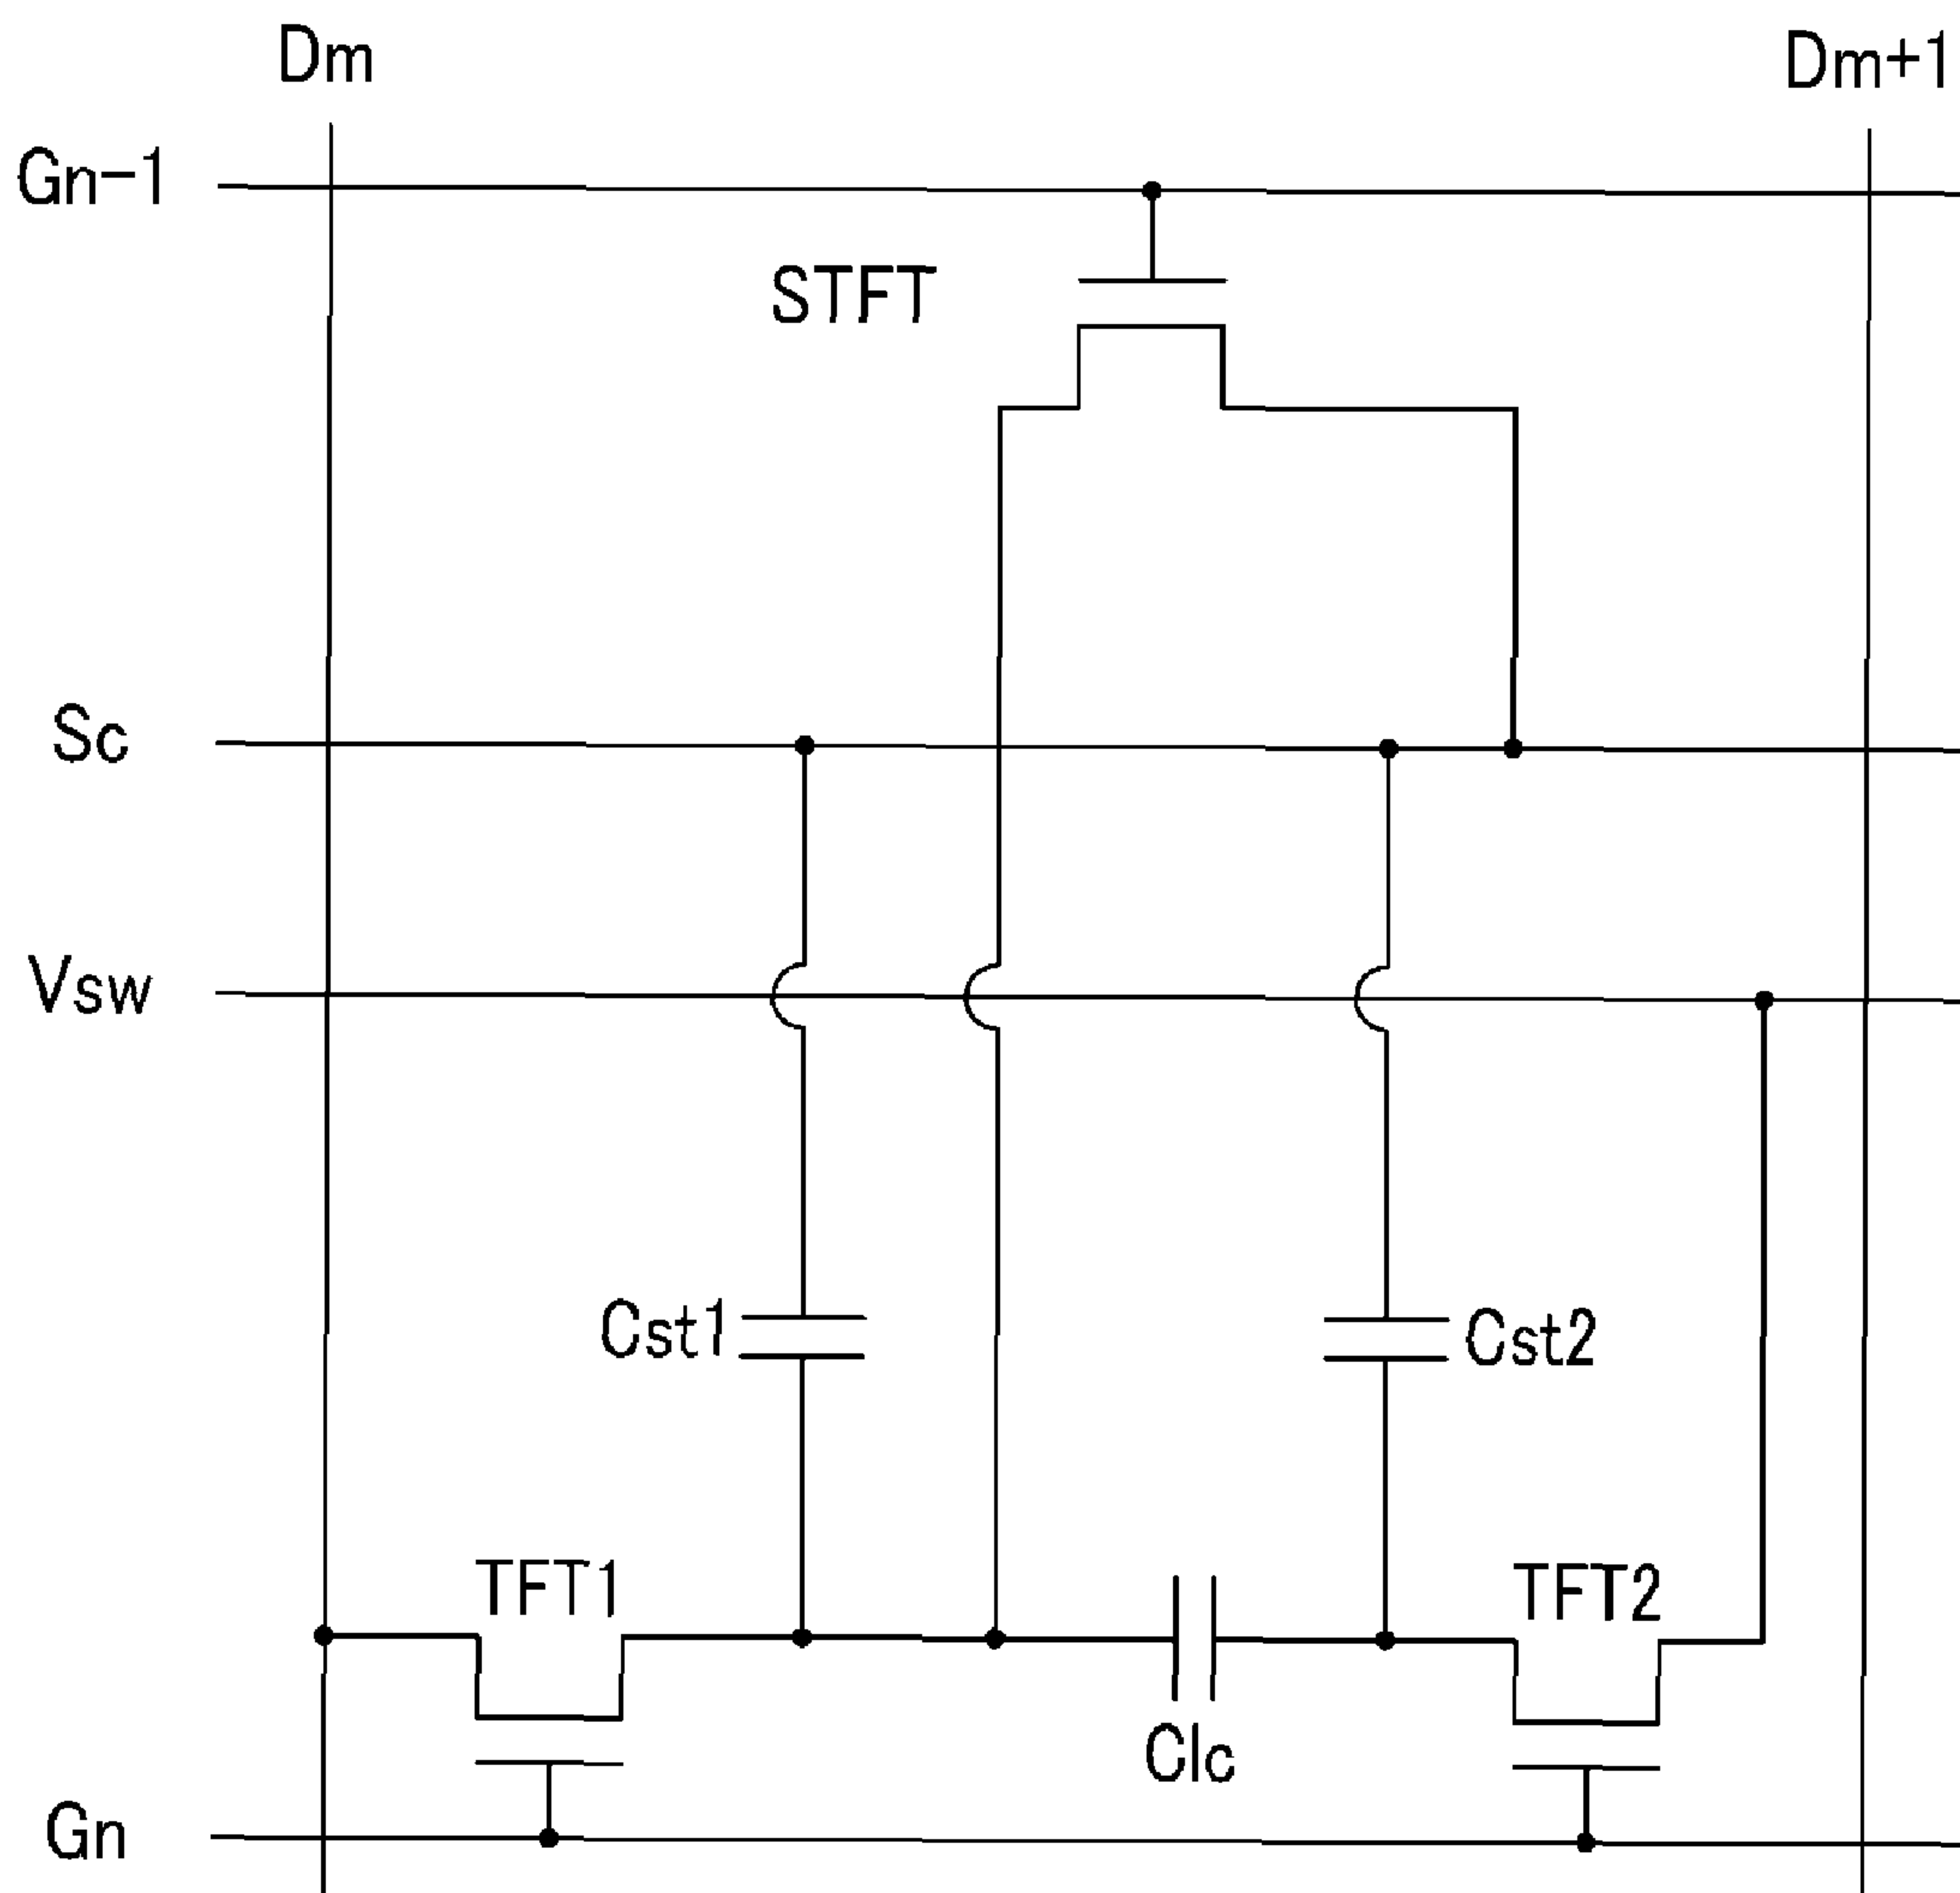 Dm
Dm+1
Gn-1
STFT
Sc
Vsw
Cst1
Cst2
TFT1
TFT2
Clc
Gn